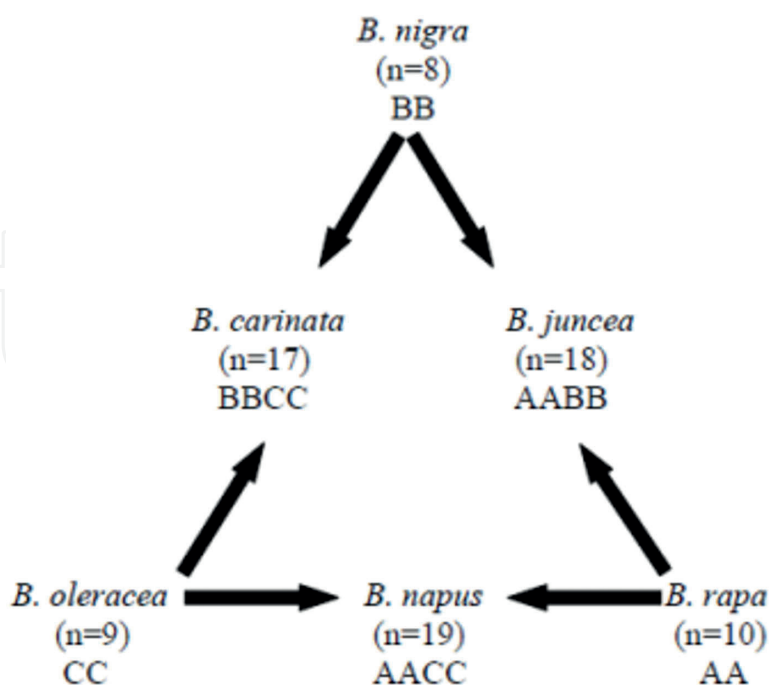 B. nigra
(n=8)
BB
B. carinata
(n=17)
BBCC
B. juncea
(n=18)
AABB
B. oleracea
(n=9)
CC
B. napus
(n=19)
AACC
B. rapa
(n=10)
AA